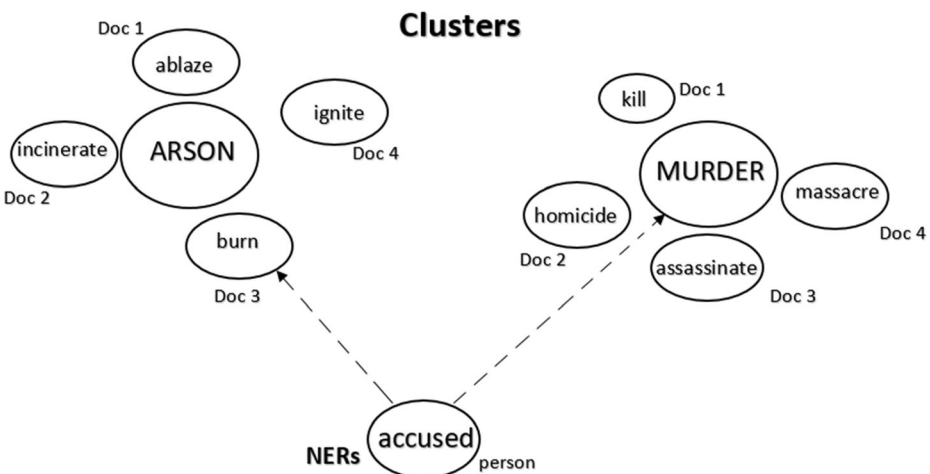 Clusters
Doc 1
ablaze
ignite
Doc 4
incinerate
ARSON
Doc 2
burn
Doc 3
kill
Doc 1
MURDER
massacre
Doc 4
homicide
Doc 2
assassinate
Doc 3
accused
NERs
person